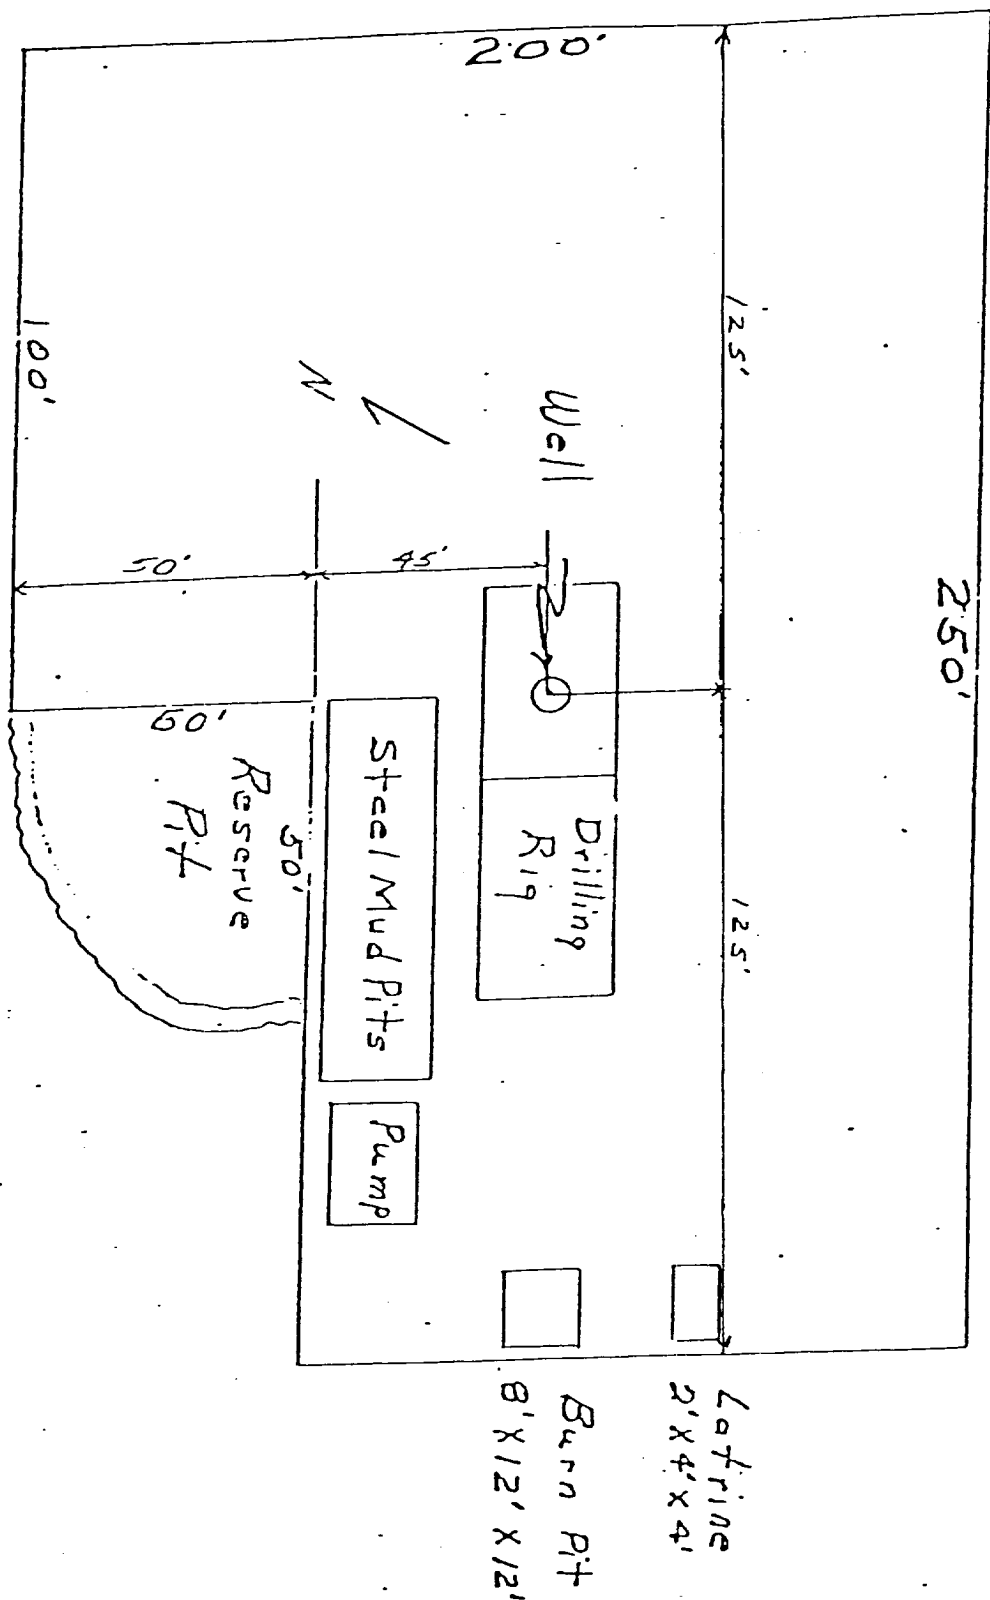 250'
200'
125'
125'
Latrine
2'X4'X4'
Burn Pit
8'X12'X12'
Well
Drilling
Rig
45'
N
Steel Mud Pits
Pump
50'
50'
Reserve
Pit
60'
100'